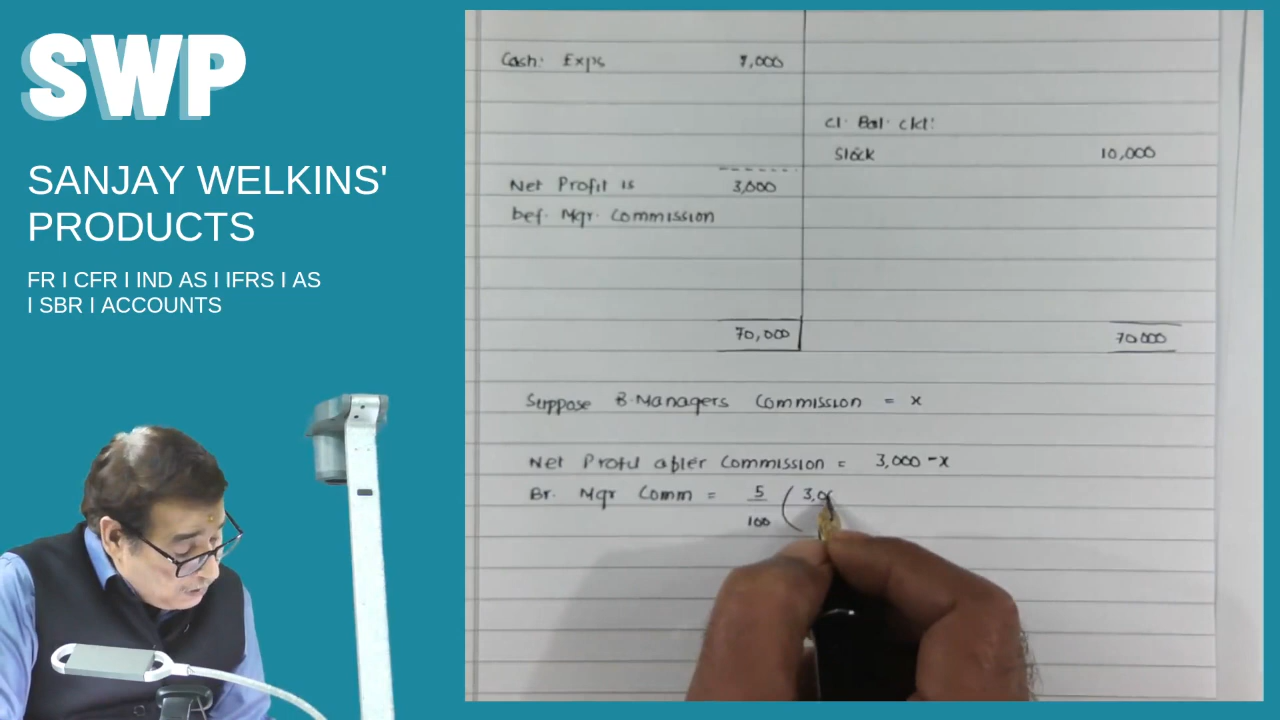 SWP
SANJAY WELKINS'
PRODUCTS
FR I CFR I IND AS I IFRS I AS
I SBR I ACCOUNTS
Cash: Exps 7,000
Cl. Bal. ckt:
Stock 10,000
Net Profit is 3,000
bef. Mgr. Commission
70,000 70000
Suppose B.Managers Commission = x
Net Profit after Commission = 3,000 - x
Br. Mgr Comm = 5/100 ( 3,0